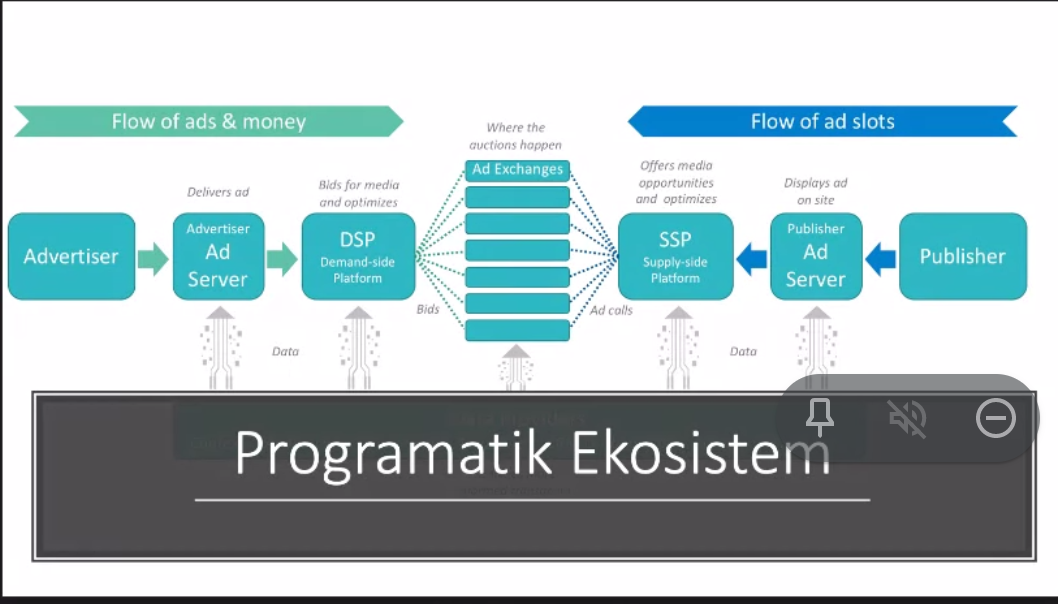 Flow of ads & money
Flow of ad slots
Where the
auctions happen
Ad Exchanges
Delivers ad
Bids for media
and optimizes
Offers media
opportunities
and optimizes
Displays ad
on site
Advertiser
Advertiser
Ad
Server
DSP
Demand-side
Platform
SSP
Supply-side
Platform
Publisher
Ad
Server
Publisher
Bids
Ad calls
Data
Data
Programatik Ekosistem